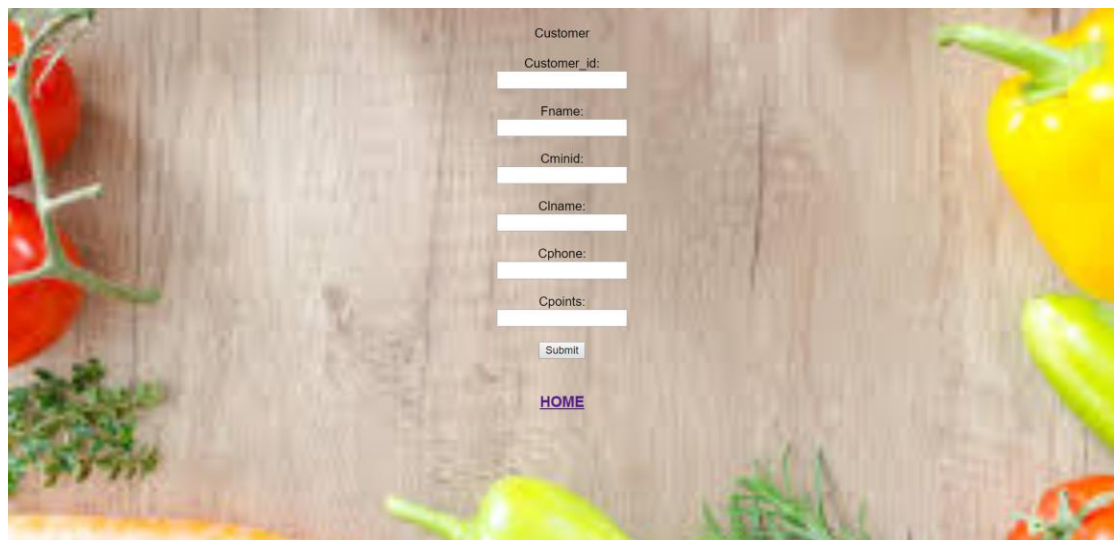 Customer
Customer_id:
Fname:
Cminid:
Clname:
Cphone:
Cpoints:
Submit
HOME